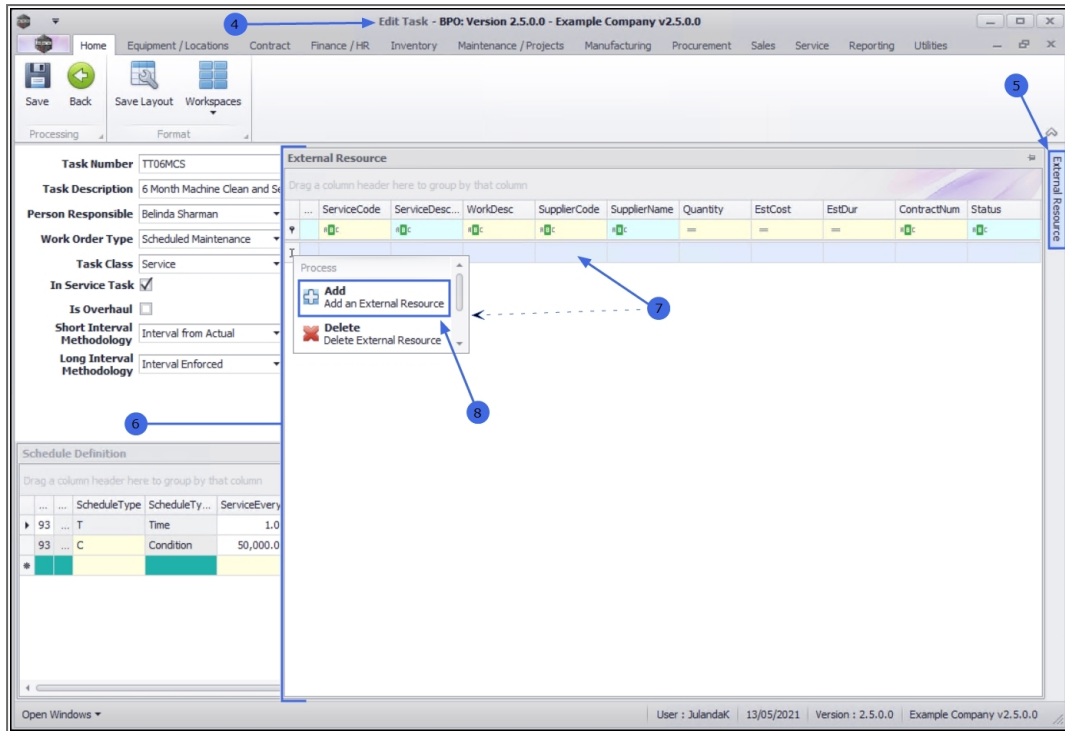 4
Edit Task - BPO: Version 2.5.0.0 - Example Company v2.5.0.0
Home Equipment / Locations Contract Finance / HR Inventory Maintenance / Projects Manufacturing Procurement Sales Service Reporting Utilities
Save Back Save Layout Workspaces
Processing Format
5
External Resource
Task Number TT06MCS
Task Description 6 Month Machine Clean and Se
Person Responsible Belinda Sharman
Work Order Type Scheduled Maintenance
Task Class Service
In Service Task
Is Overhaul
Short Interval
Methodology Interval from Actual
Long Interval
Methodology Interval Enforced
External Resource
Drag a column header here to group by that column
... ServiceCode ServiceDesc... WorkDesc SupplierCode SupplierName Quantity EstCost EstDur ContractNum Status
Process
Add
Add an External Resource
Delete
Delete External Resource
7
8
6
Schedule Definition
Drag a column header here to group by that column
... ... ScheduleType ScheduleTy... ServiceEvery
93 ... T Time 1.0
93 ... C Condition 50,000.0
Open Windows User : JulandaK 13/05/2021 Version : 2.5.0.0 Example Company v2.5.0.0